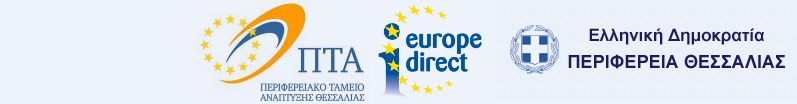 ΠΤΑ
ΠΕΡΙΦΕΡΕΙΑΚΟ ΤΑΜΕΙΟ
ΑΝΑΠΤΥΞΗΣ ΘΕΣΣΑΛΙΑΣ
europe
direct
Ελληνική Δημοκρατία
ΠΕΡΙΦΕΡΕΙΑ ΘΕΣΣΑΛΙΑΣ